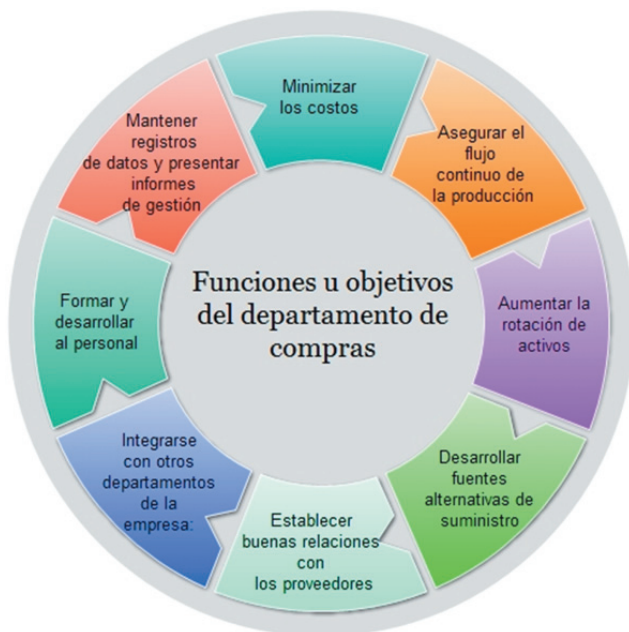 Minimizar
los costos
Asegurar el
flujo
continuo de
la producción
Aumentar la
rotación de
activos
Desarrollar
fuentes
alternativas de
suministro
Establecer
buenas relaciones
con
los proveedores
Integrarse
con otros
departamentos
de la
empresa:
Formar y
desarrollar
al personal
Mantener
registros
de datos y presentar
informes
de gestión
Funciones u objetivos
del departamento de
compras